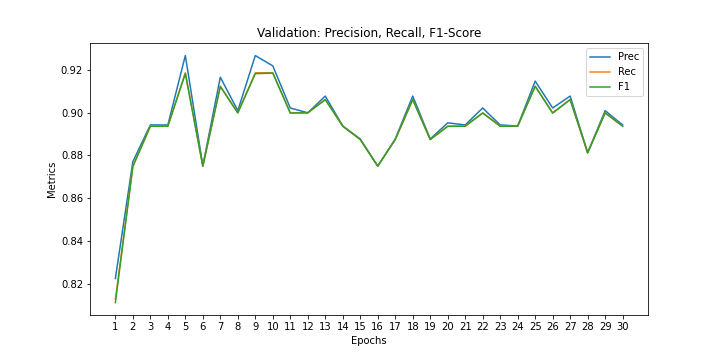 Validation: Precision, Recall, F1-Score
Prec
Rec
F1
0.92
0.90
0.88
0.86
0.84
0.82
Metrics
1 2 3 4 5 6 7 8 9 10 11 12 13 14 15 16 17 18 19 20 21 22 23 24 25 26 27 28 29 30
Epochs